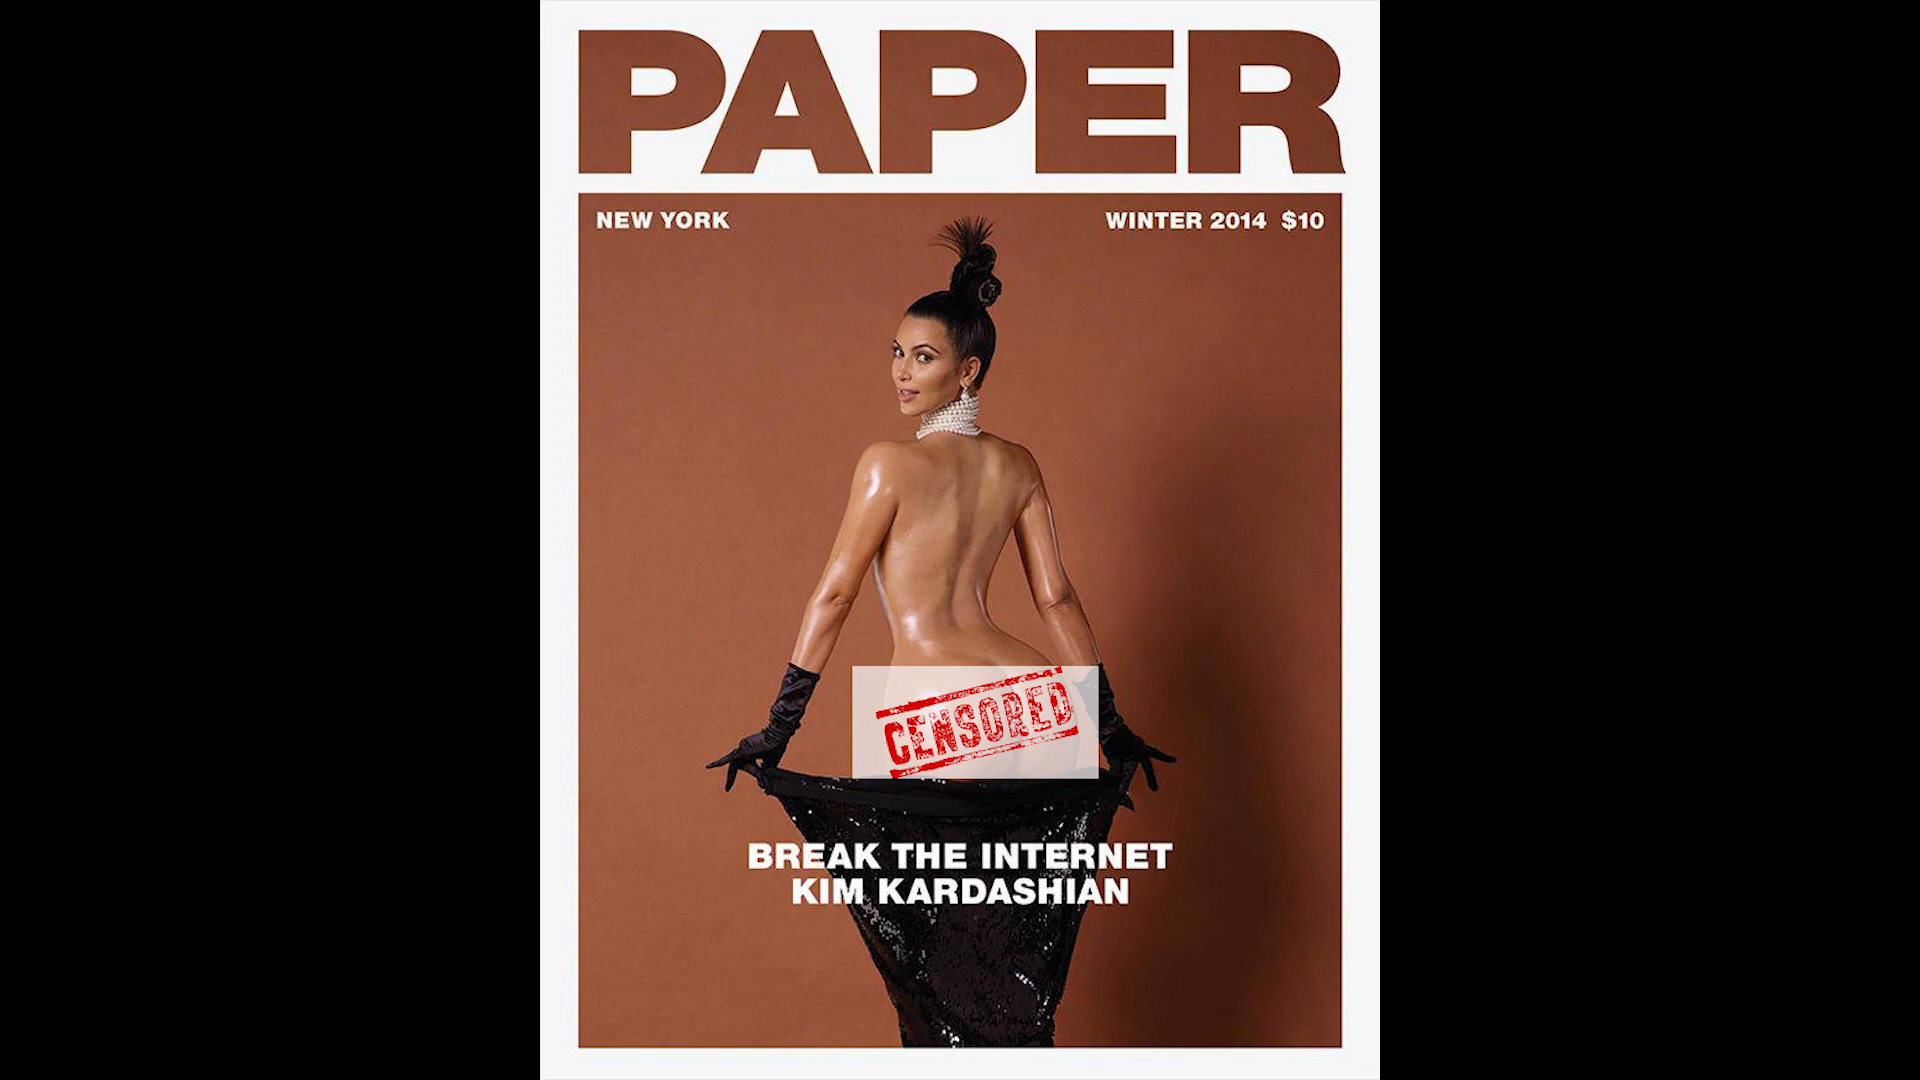 PAPER
NEW YORK
WINTER 2014 $10
CENSORED
BREAK THE INTERNET
KIM KARDASHIAN